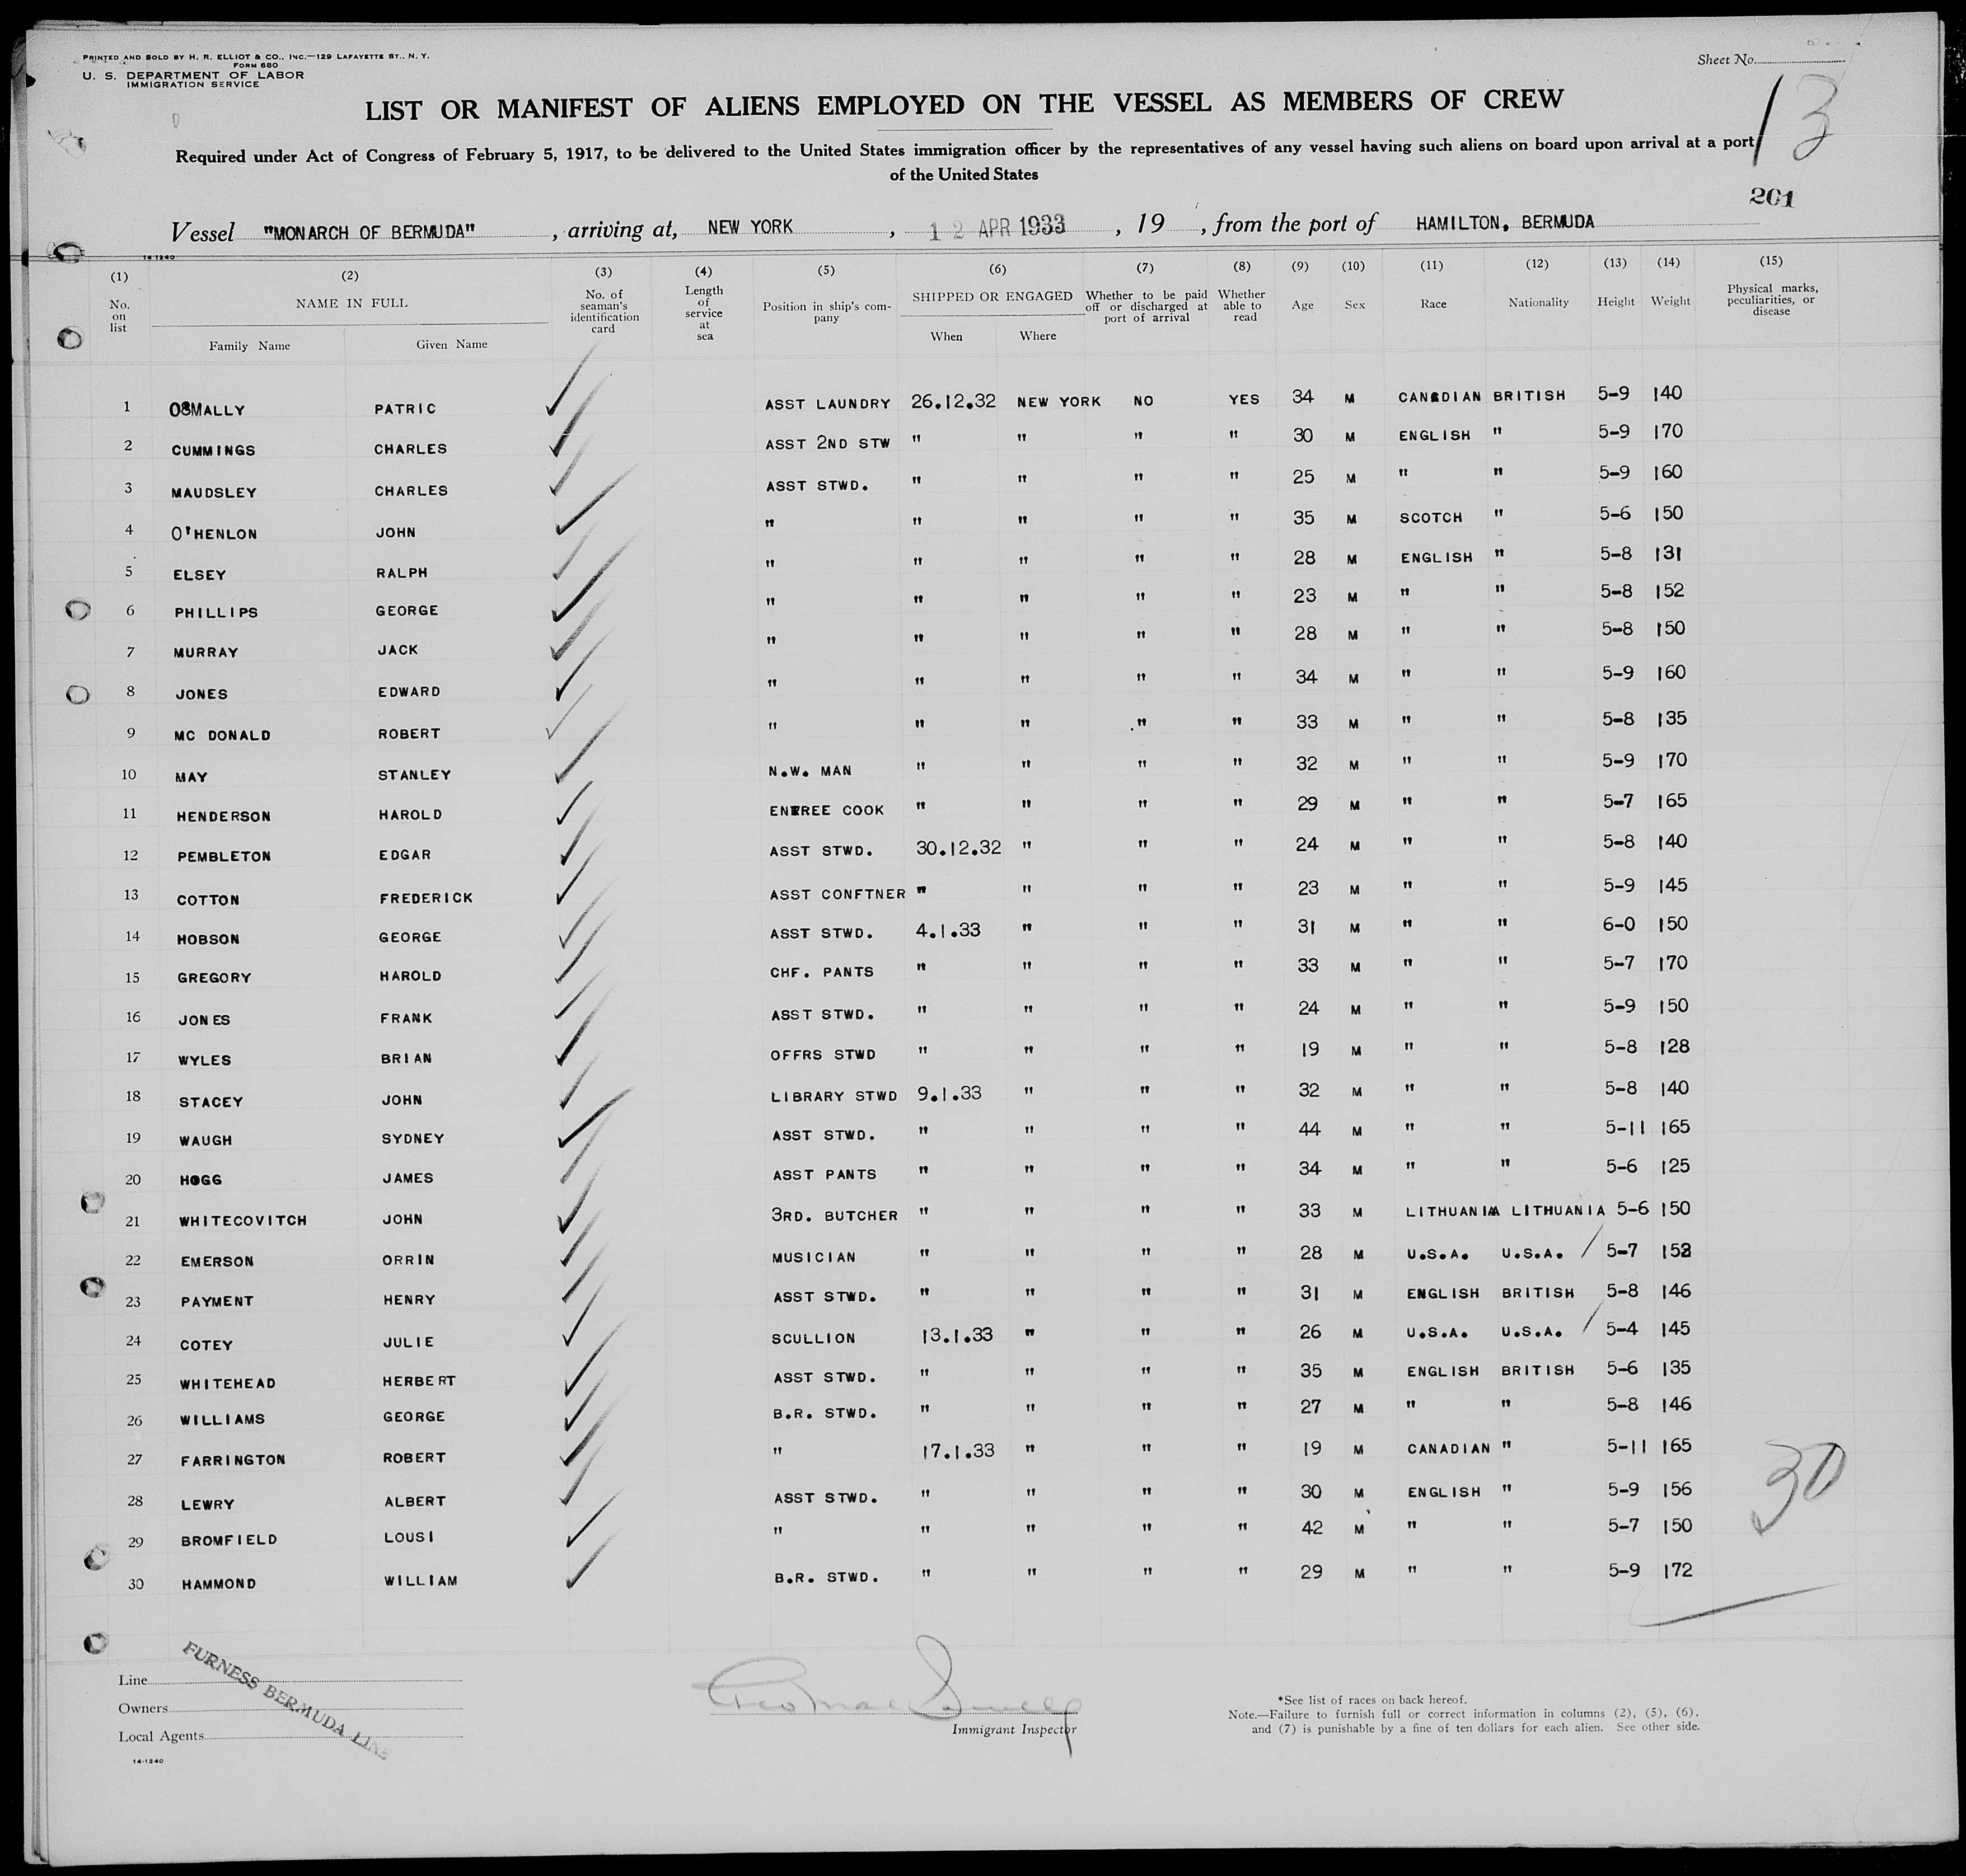 PRINTED AND SOLD BY H. R. ELLIOT & CO., INC.—129 LAFAYETTE ST., N. Y.
FORM 680
U. S. DEPARTMENT OF LABOR
IMMIGRATION SERVICE
Sheet No.
13
LIST OR MANIFEST OF ALIENS EMPLOYED ON THE VESSEL AS MEMBERS OF CREW
Required under Act of Congress of February 5, 1917, to be delivered to the United States immigration officer by the representatives of any vessel having such aliens on board upon arrival at a port
of the United States
201
Vessel "MONARCH OF BERMUDA", arriving at, NEW YORK, 12 APR 1933, 19 , from the port of HAMILTON, BERMUDA
14-1240
(1) (2) (3) (4) (5) (6) (7) (8) (9) (10) (11) (12) (13) (14) (15)
No. on list NAME IN FULL Family Name Given Name No. of seaman's identification card Length of service at sea Position in ship's company SHIPPED OR ENGAGED When Where Whether to be paid off or discharged at port of arrival Whether able to read Age Sex Race Nationality Height Weight Physical marks, peculiarities, or disease
1 O'MALLY PATRIC ASST LAUNDRY 26.12.32 NEW YORK NO YES 34 M CANADIAN BRITISH 5-9 140
2 CUMMINGS CHARLES ASST 2ND STW " " " " 30 M ENGLISH " 5-9 170
3 MAUDSLEY CHARLES ASST STWD. " " " " 25 M " " 5-9 160
4 O'HENLON JOHN " " " " " 35 M SCOTCH " 5-6 150
5 ELSEY RALPH " " " " " 28 M ENGLISH " 5-8 131
6 PHILLIPS GEORGE " " " " " 23 M " " 5-8 152
7 MURRAY JACK " " " " " 28 M " " 5-8 150
8 JONES EDWARD " " " " " 34 M " " 5-9 160
9 MC DONALD ROBERT " " " " " 33 M " " 5-8 135
10 MAY STANLEY N.W. MAN " " " " 32 M " " 5-9 170
11 HENDERSON HAROLD ENTREE COOK " " " " 29 M " " 5-7 165
12 PEMBLETON EDGAR ASST STWD. 30.12.32 " " " 24 M " " 5-8 140
13 COTTON FREDERICK ASST CONFTNER " " " " 23 M " " 5-9 145
14 HOBSON GEORGE ASST STWD. 4.1.33 " " " 31 M " " 6-0 150
15 GREGORY HAROLD CHF. PANTS " " " " 33 M " " 5-7 170
16 JONES FRANK ASST STWD. " " " " 24 M " " 5-9 150
17 WYLES BRIAN OFFRS STWD " " " " 19 M " " 5-8 128
18 STACEY JOHN LIBRARY STWD 9.1.33 " " " 32 M " " 5-8 140
19 WAUGH SYDNEY ASST STWD. " " " " 44 M " " 5-11 165
20 HOGG JAMES ASST PANTS " " " " 34 M " " 5-6 125
21 WHITECOVITCH JOHN 3RD. BUTCHER " " " " 33 M LITHUANIA LITHUANIA 5-6 150
22 EMERSON ORRIN MUSICIAN " " " " 28 M U.S.A. U.S.A. 5-7 152
23 PAYMENT HENRY ASST STWD. " " " " 31 M ENGLISH BRITISH 5-8 146
24 COTEY JULIE SCULLION 13.1.33 " " " 26 M U.S.A. U.S.A. 5-4 145
25 WHITEHEAD HERBERT ASST STWD. " " " " 35 M ENGLISH BRITISH 5-6 135
26 WILLIAMS GEORGE B.R. STWD. " " " " 27 M " " 5-8 146
27 FARRINGTON ROBERT " 17.1.33 " " " 19 M CANADIAN " 5-11 165
28 LEWRY ALBERT ASST STWD. " " " " 30 M ENGLISH " 5-9 156
29 BROMFIELD LOUSI " " " " " 42 M " " 5-7 150
30 HAMMOND WILLIAM B.R. STWD. " " " " 29 M " " 5-9 172
30
Line
Owners
Local Agents
FURNESS BERMUDA LINE
14-1240
Immigrant Inspector
*See list of races on back hereof.
Note.—Failure to furnish full or correct information in columns (2), (5), (6),
and (7) is punishable by a fine of ten dollars for each alien. See other side.